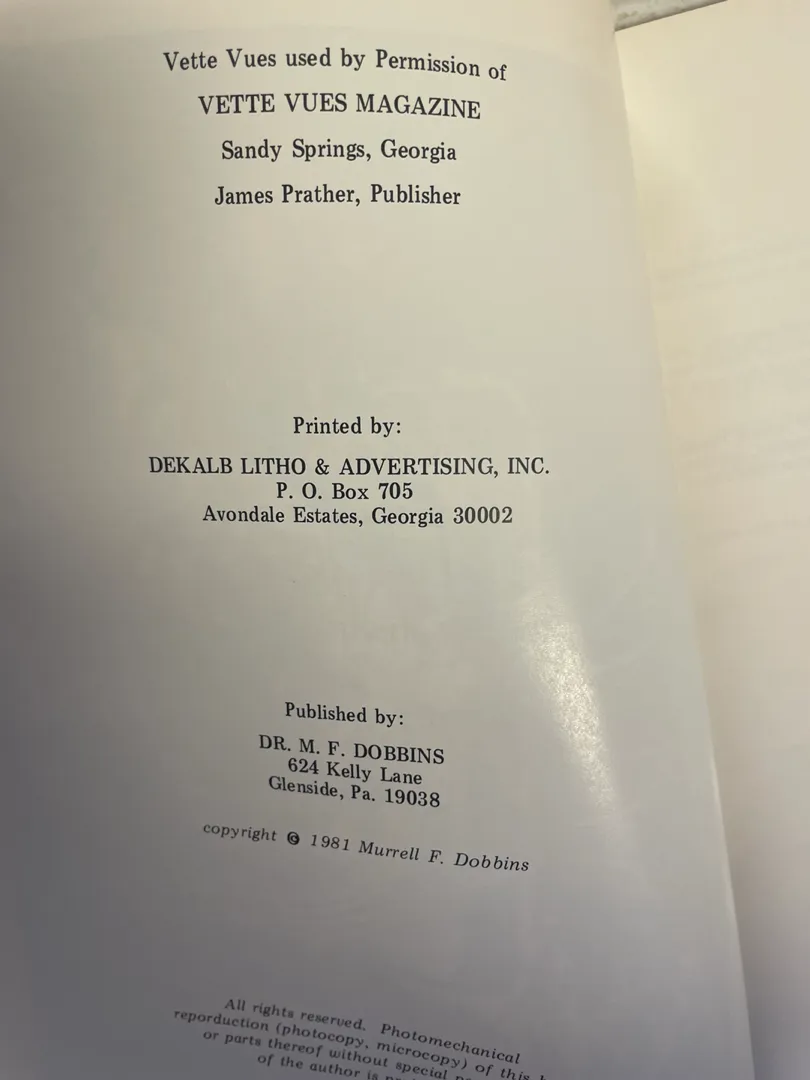 Vette Vues used by Permission of
VETTE VUES MAGAZINE
Sandy Springs, Georgia
James Prather, Publisher
Printed by:
DEKALB LITHO & ADVERTISING, INC.
P. O. Box 705
Avondale Estates, Georgia 30002
Published by:
DR. M. F. DOBBINS
624 Kelly Lane
Glenside, Pa. 19038
copyright © 1981 Murrell F. Dobbins
All rights reserved. Photomechanical
reporduction (photocopy, microcopy) of this
or parts thereof without special
of the author is